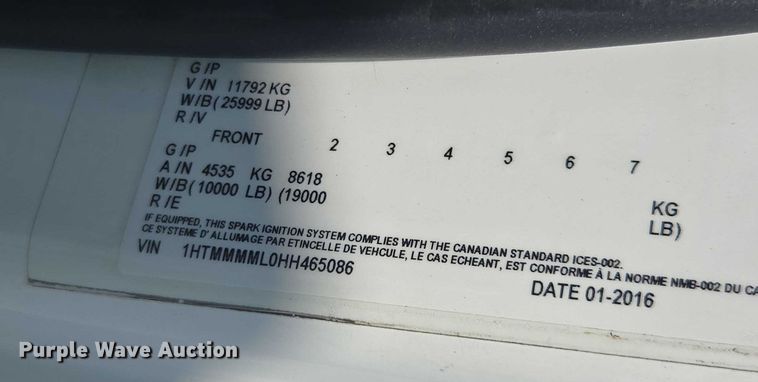 G/P
V/N 11792 KG
W/B(25999 LB)
R/V
FRONT 2 3 4 5 6 7
G/P
A/N 4535 KG 8618 KG
W/B(10000 LB) (19000 LB)
R/E
IF EQUIPPED, THIS SPARK IGNITION SYSTEM COMPLIES WITH THE CANADIAN STANDARD ICES-002.
CE SYSTEME D'ALLUMAGE PAR ETINCELLE DE VEHCULE, LE CAS ECHEANT, EST CONFORME À LA NORME NMB-002 DU CA
VIN 1HTMMMML0HH465086
DATE 01-2016
Purple Wave Auction